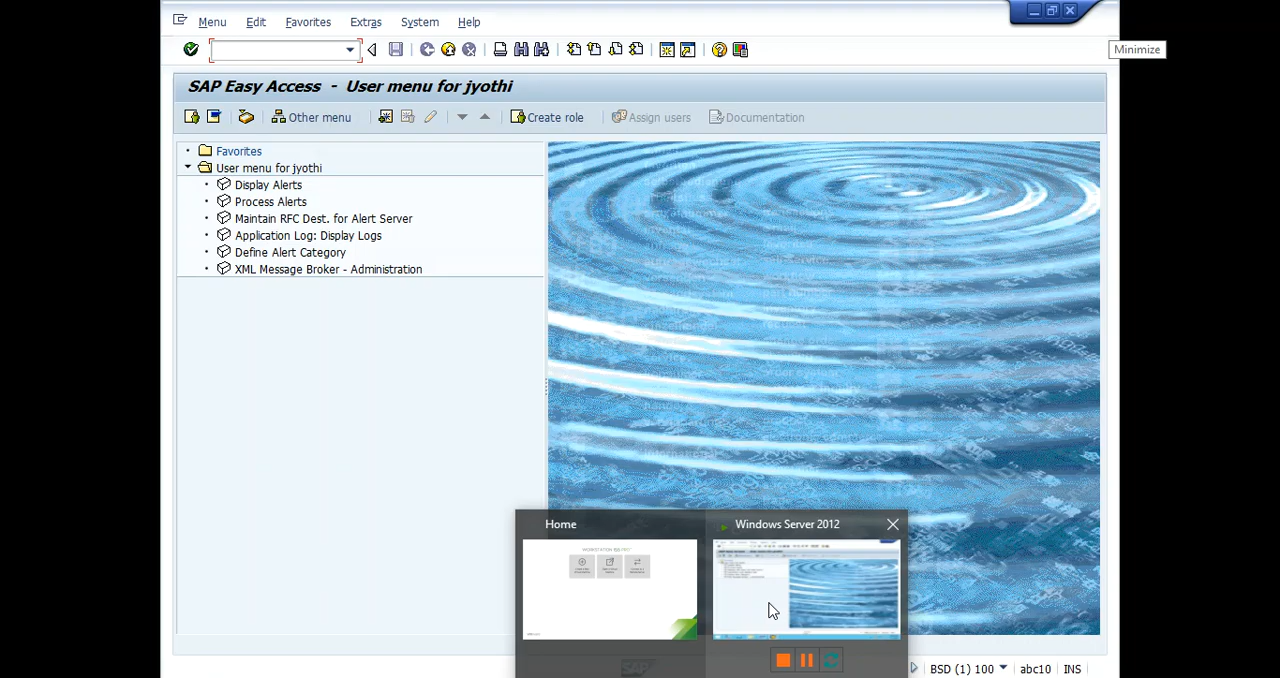 Menu Edit Favorites Extras System Help
Minimize
SAP Easy Access - User menu for jyothi
Other menu Create role Assign users Documentation
Favorites
User menu for jyothi
Display Alerts
Process Alerts
Maintain RFC Dest. for Alert Server
Application Log: Display Logs
Define Alert Category
XML Message Broker - Administration
Home
Windows Server 2012
SAP
BSD (1) 100 abc10 INS